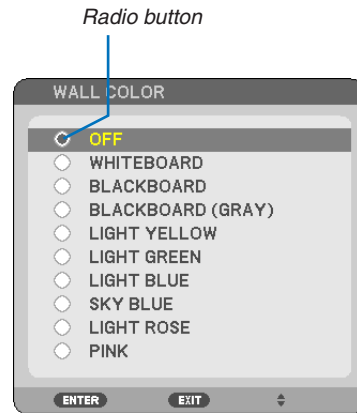 Radio button
WALL COLOR
OFF
WHITEBOARD
BLACKBOARD
BLACKBOARD (GRAY)
LIGHT YELLOW
LIGHT GREEN
LIGHT BLUE
SKY BLUE
LIGHT ROSE
PINK
ENTER EXIT